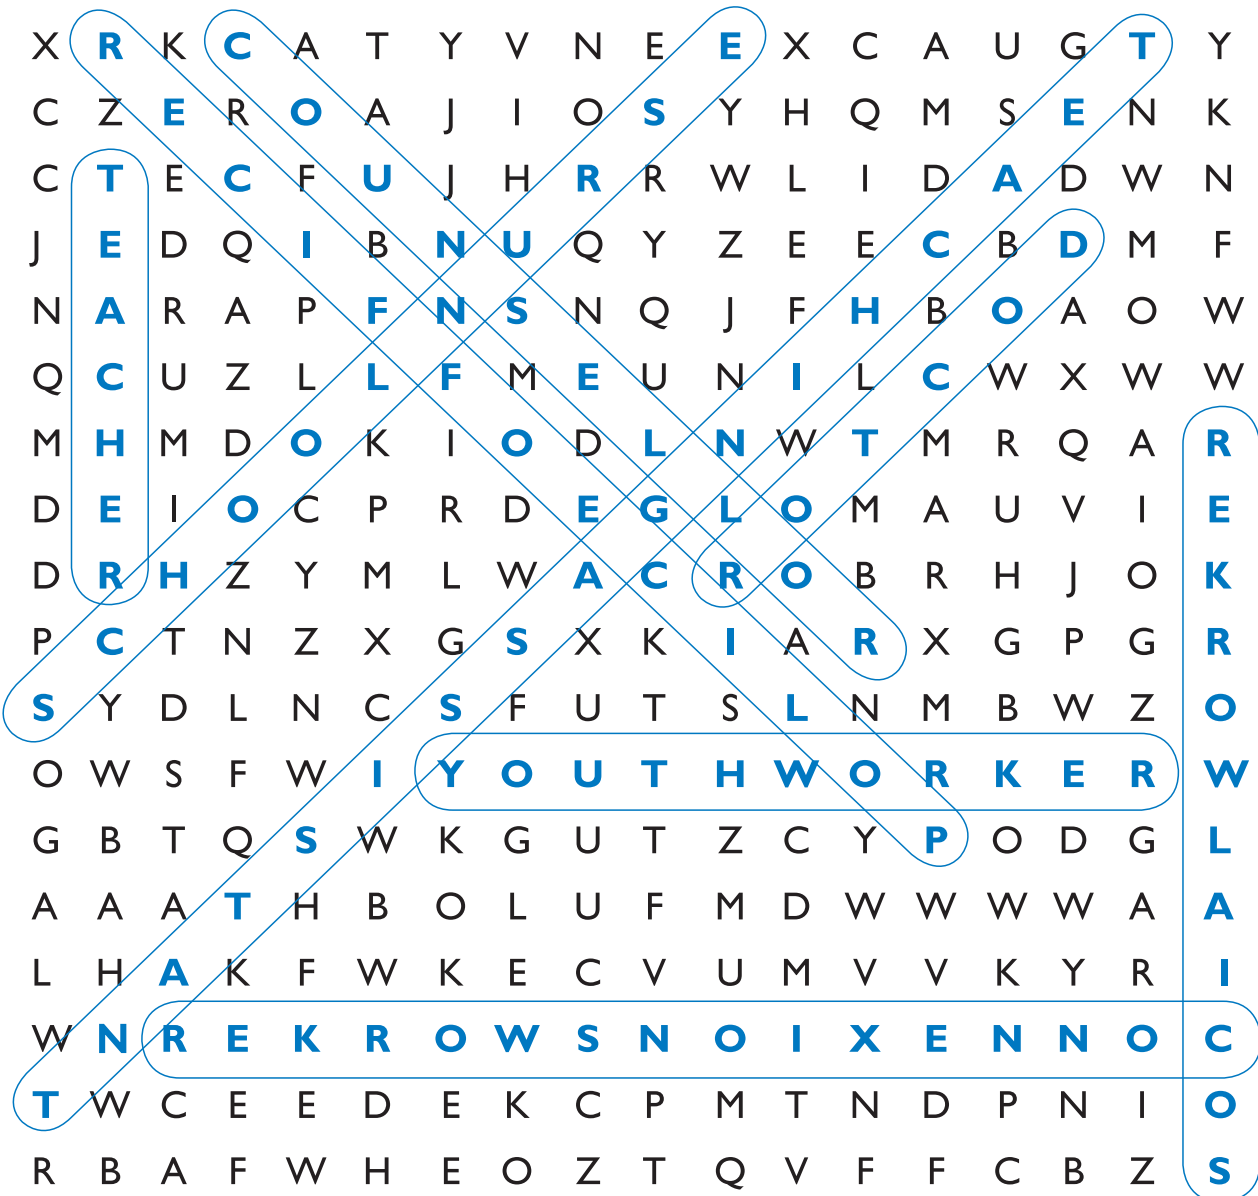 X R K C A T Y V N E E X C A U G T Y
C Z E R O A J I O S Y H Q M S E N K
C T E C F U J H R R W L I D A D W N
J E D Q I B N U Q Y Z E E C B D M F
N A R A P F N S N Q J F H B O A O W
Q C U Z L L F M E U N I L C W X W W
M H M D O K I O D L N W T M R Q A R
D E I O C P R D E G L O M A U V I E
D R H Z Y M L W A C R O B R H J O K
P C T N Z X G S X K I A R X G P G R
S Y D L N C S F U T S L N M B W Z O
O W S F W I Y O U T H W O R K E R W
G B T Q S W K G U T Z C Y P O D G L
A A A T H B O L U F M D W W W W A A
L H A K F W K E C V U M V V K Y R I
W N R E K R O W S N O I X E N N O C
T W C E E D E K C P M T N D P N I O
R B A F W H E O Z T Q V F F C B Z S